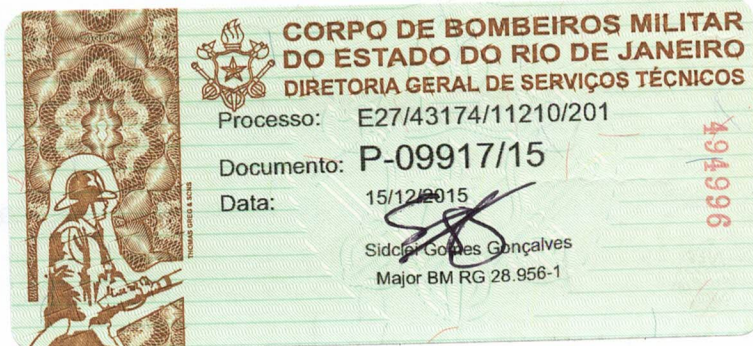 CORPO DE BOMBEIROS MILITAR
DO ESTADO DO RIO DE JANEIRO
DIRETORIA GERAL DE SERVIÇOS TÉCNICOS
Processo: E27/43174/11210/201
Documento: P-09917/15
Data: 15/12/2015
Sidclei Gomes Gonçalves
Major BM RG 28.956-1
494996
THOMAS GREG & SONS